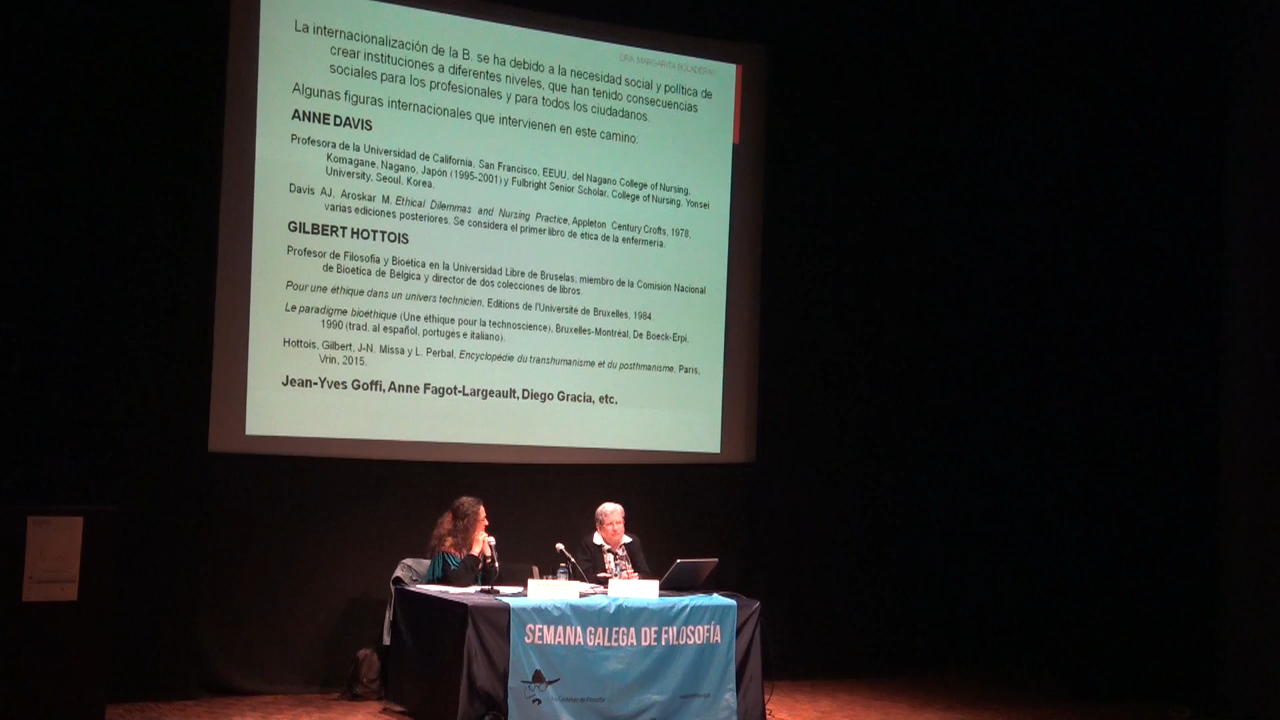 DRA. MARGARITA BOLADERAS
La internacionalización de la B. se ha debido a la necesidad social y política de
crear instituciones a diferentes niveles, que han tenido consecuencias
sociales para los profesionales y para todos los ciudadanos.
Algunas figuras internacionales que intervienen en este camino:
ANNE DAVIS
Profesora de la Universidad de California, San Francisco, EEUU, del Nagano College of Nursing,
Komagane, Nagano, Japón (1995-2001) y Fulbright Senior Scholar, College of Nursing, Yonsei
University, Seoul, Korea.
Davis AJ, Aroskar M. Ethical Dilemmas and Nursing Practice, Appleton Century Crofts, 1978,
varias ediciones posteriores. Se considera el primer libro de ética de la enfermería.
GILBERT HOTTOIS
Profesor de Filosofía y Bioética en la Universidad Libre de Bruselas, miembro de la Comisión Nacional
de Bioética de Bélgica y director de dos colecciones de libros.
Pour une éthique dans un univers technicien, Editions de l'Université de Bruxelles, 1984.
Le paradigme bioéthique (Une éthique pour la technoscience), Bruxelles-Montréal, De Boeck-Erpi,
1990 (trad. al español, portugés e italiano).
Hottois, Gilbert, J-N. Missa y L. Perbal, Encyclopédie du transhumanisme et du posthmanisme, Paris,
Vrin, 2015.
Jean-Yves Goffi, Anne Fagot-Largeault, Diego Gracia, etc.
SEMANA GALEGA DE FILOSOFÍA
de Filosofía